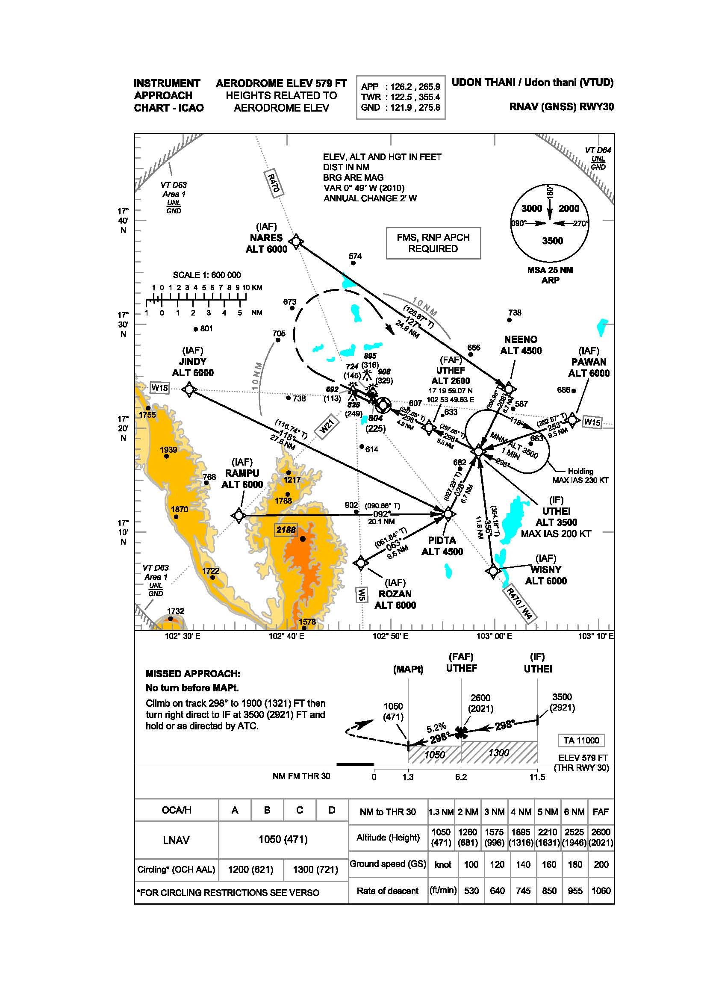 INSTRUMENT
APPROACH
CHART - ICAO
AERODROME ELEV 579 FT
HEIGHTS RELATED TO
AERODROME ELEV
APP : 126.2 , 265.9
TWR : 122.5 , 355.4
GND : 121.9 , 275.8
UDON THANI / Udon thani (VTUD)
RNAV (GNSS) RWY30
VT D63
Area 1
UNL
GND
R470
ELEV, ALT AND HGT IN FEET
DIST IN NM
BRG ARE MAG
VAR 0° 49' W (2010)
ANNUAL CHANGE 2' W
VT D64
UNL
GND
180°
3000
2000
090°
270°
3500
MSA 25 NM
ARP
17°
40'
N
(IAF)
NARES
ALT 6000
FMS, RNP APCH
REQUIRED
574
SCALE 1: 600 000
1 0 1 2 3 4 5 6 7 8 9 10 KM
1 0 1 2 3 4 5 NM
673
10NM
(125.87° T)
127°
24.9 NM
738
17°
30'
N
801
705
NEENO
ALT 4500
666
(IAF)
JINDY
ALT 6000
10NM
895
(316)
724
(145)
908
(329)
692
(113)
828
(249)
804
(225)
(FAF)
UTHEF
ALT 2600
17 19 59.07 N
102 53 49.63 E
(IAF)
PAWAN
ALT 6000
W15
738
686
(206.83° T)
208°
6.7 NM
587
607
633
(297.06° T)
298°
4.9 NM
(297.08° T)
298°
5.3 NM
118°
(252.57° T)
253°
9.5 NM
W15
1755
17°
20'
N
W21
(116.74° T)
118°
27.6 NM
MNM ALT 3500
1 MIN
663
298°
614
1939
(IAF)
RAMPU
ALT 6000
768
1217
682
(027.23° T)
028°
6.7 NM
Holding
MAX IAS 230 KT
1788
902
(090.66° T)
092°
20.1 NM
1870
(IF)
UTHEI
ALT 3500
MAX IAS 200 KT
(354.18° T)
355°
11.6 NM
17°
10'
N
2188
(061.84° T)
063°
9.6 NM
PIDTA
ALT 4500
VT D63
Area 1
UNL
GND
1722
(IAF)
WISNY
ALT 6000
(IAF)
ROZAN
ALT 6000
W5
R470 / W4
1732
1578
102° 30' E
102° 40' E
102° 50' E
103° 00' E
103° 10' E
MISSED APPROACH:
No turn before MAPt.
Climb on track 298° to 1900 (1321) FT then
turn right direct to IF at 3500 (2921) FT and
hold or as directed by ATC.
(MAPt)
(FAF)
UTHEF
(IF)
UTHEI
1050
(471)
2600
(2021)
3500
(2921)
5.2%
298°
298°
1050
1300
TA 11000
ELEV 579 FT
(THR RWY 30)
NM FM THR 30
0
1.3
6.2
11.5
OCA/H A B C D
LNAV 1050 (471)
Circling* (OCH AAL) 1200 (621) 1300 (721)
*FOR CIRCLING RESTRICTIONS SEE VERSO
NM to THR 30 1.3 NM 2 NM 3 NM 4 NM 5 NM 6 NM FAF
Altitude (Height) 1050 1260 1575 1895 2210 2525 2600
(471) (681) (996) (1316) (1631) (1946) (2021)
Ground speed (GS) knot 100 120 140 160 180 200
Rate of descent (ft/min) 530 640 745 850 955 1060